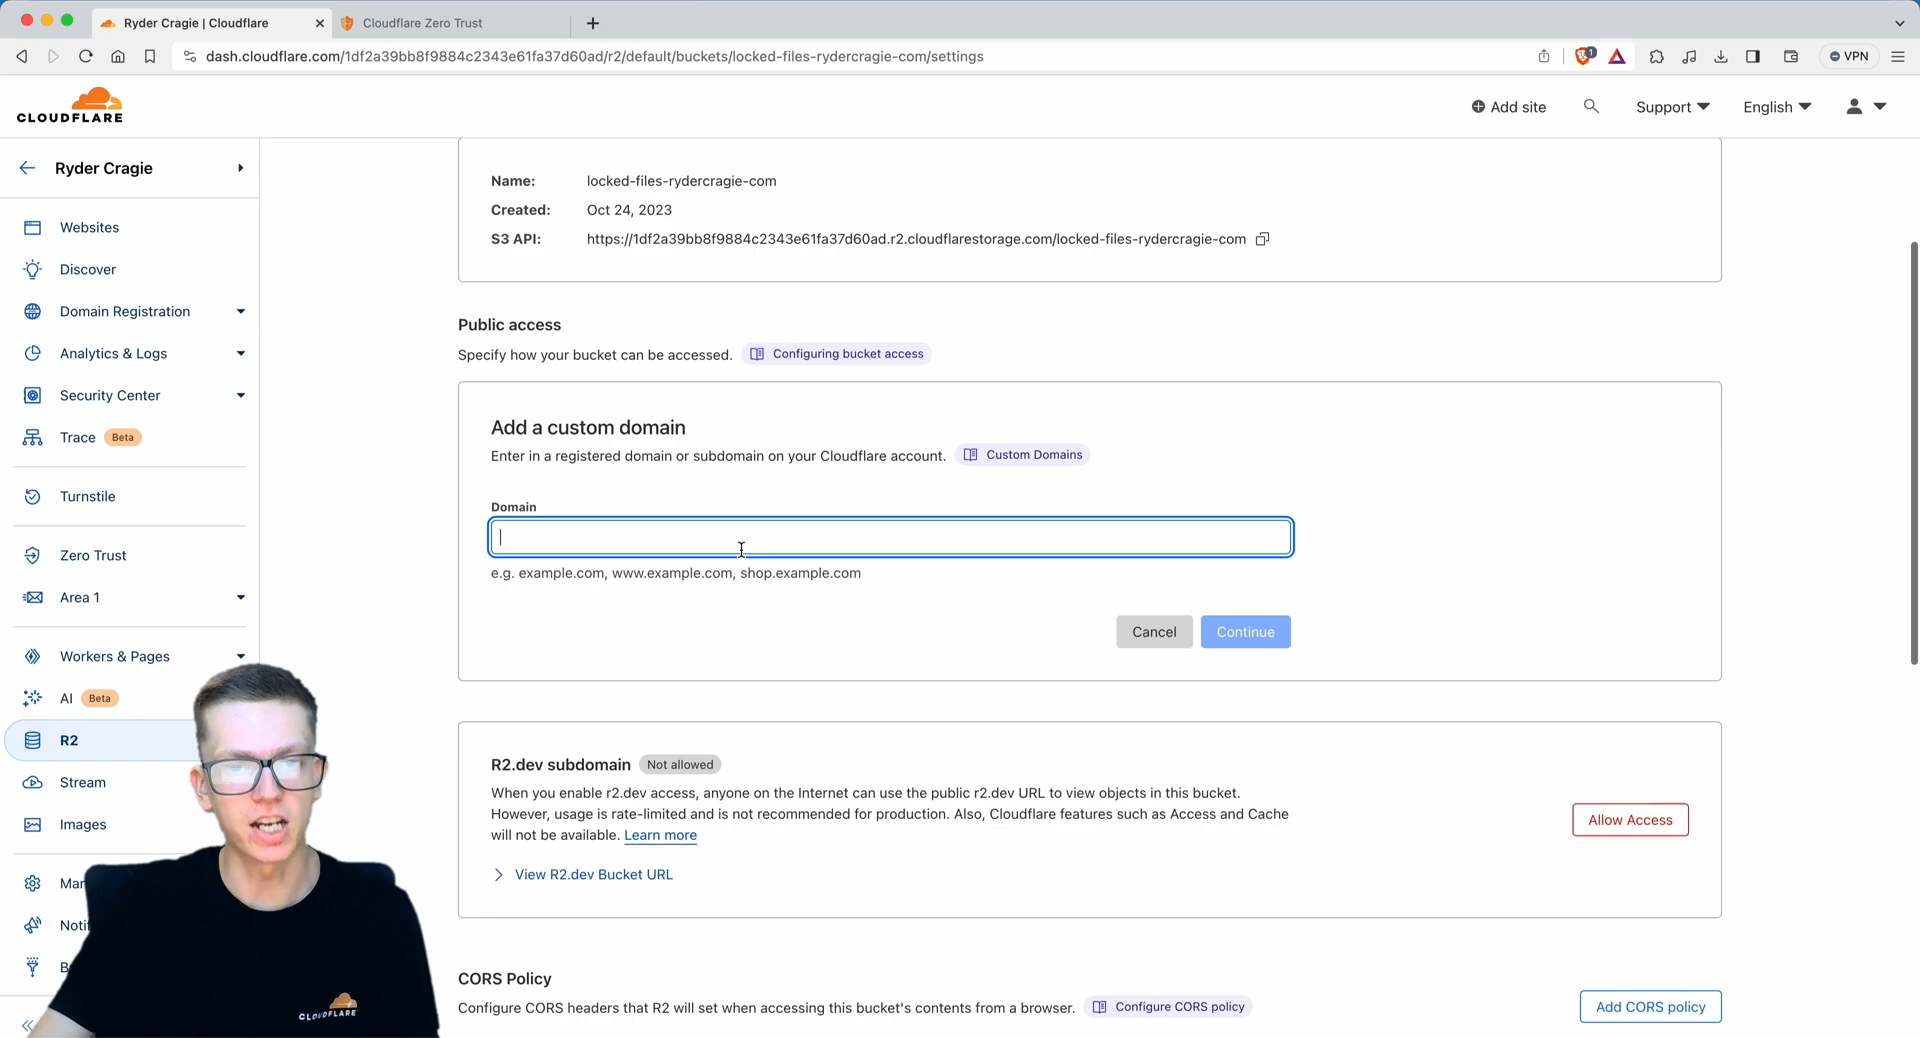 Ryder Cragie | Cloudflare
Cloudflare Zero Trust
dash.cloudflare.com/1df2a39bb8f9884c2343e61fa37d60ad/r2/default/buckets/locked-files-rydercragie-com/settings
1
VPN
CLOUDFLARE
Add site
Support
English
Ryder Cragie
Websites
Discover
Domain Registration
Analytics & Logs
Security Center
Trace Beta
Turnstile
Zero Trust
Area 1
Workers & Pages
AI Beta
R2
Stream
Images
Name: locked-files-rydercragie-com
Created: Oct 24, 2023
S3 API: https://1df2a39bb8f9884c2343e61fa37d60ad.r2.cloudflarestorage.com/locked-files-rydercragie-com
Public access
Specify how your bucket can be accessed. Configuring bucket access
Add a custom domain
Enter in a registered domain or subdomain on your Cloudflare account. Custom Domains
Domain
e.g. example.com, www.example.com, shop.example.com
Cancel Continue
R2.dev subdomain Not allowed
When you enable r2.dev access, anyone on the Internet can use the public r2.dev URL to view objects in this bucket.
However, usage is rate-limited and is not recommended for production. Also, Cloudflare features such as Access and Cache
will not be available. Learn more
Allow Access
View R2.dev Bucket URL
CORS Policy
Configure CORS headers that R2 will set when accessing this bucket's contents from a browser. Configure CORS policy
Add CORS policy
CLOUDFLARE